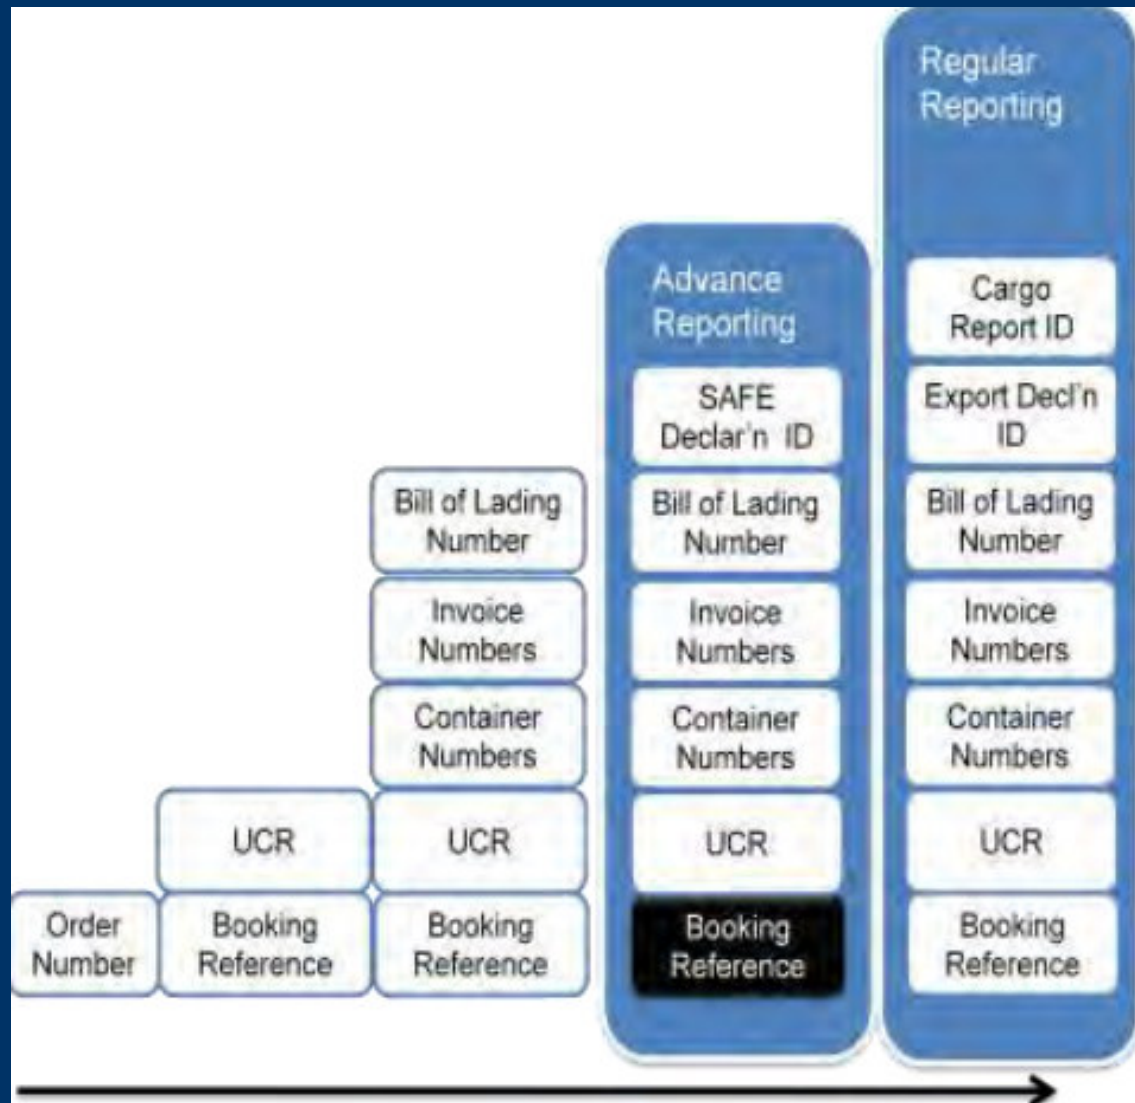 Order
Number
UCR
Booking
Reference
Bill of Lading
Number
Invoice
Numbers
Container
Numbers
UCR
Booking
Reference
Advance
Reporting
SAFE
Declar'n ID
Bill of Lading
Number
Invoice
Numbers
Container
Numbers
UCR
Booking
Reference
Regular
Reporting
Cargo
Report ID
Export Decl'n
ID
Bill of Lading
Number
Invoice
Numbers
Container
Numbers
UCR
Booking
Reference